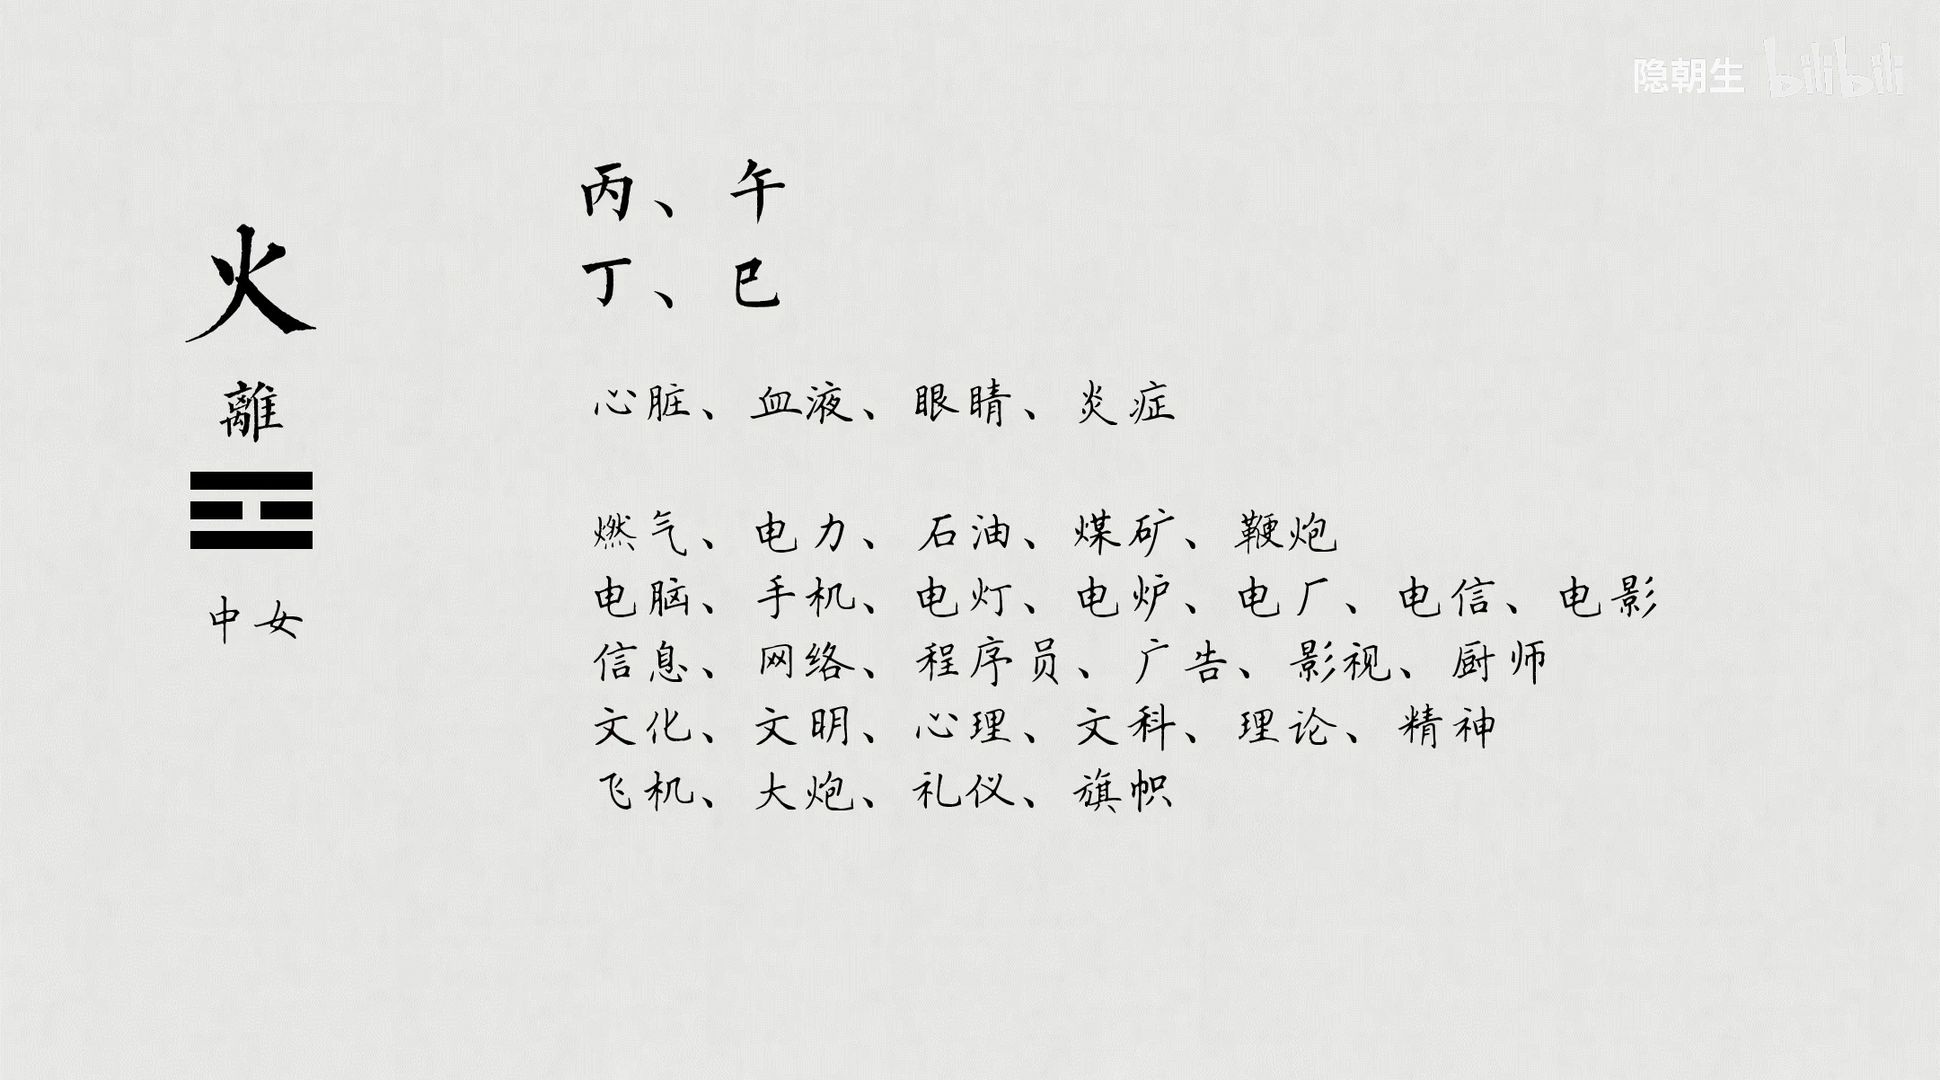 隐朝生 bilibili
火
離
中女
丙、午
丁、巳
心脏、血液、眼睛、炎症
燃气、电力、石油、煤矿、鞭炮
电脑、手机、电灯、电炉、电厂、电信、电影
信息、网络、程序员、广告、影视、厨师
文化、文明、心理、文科、理论、精神
飞机、大炮、礼仪、旗帜